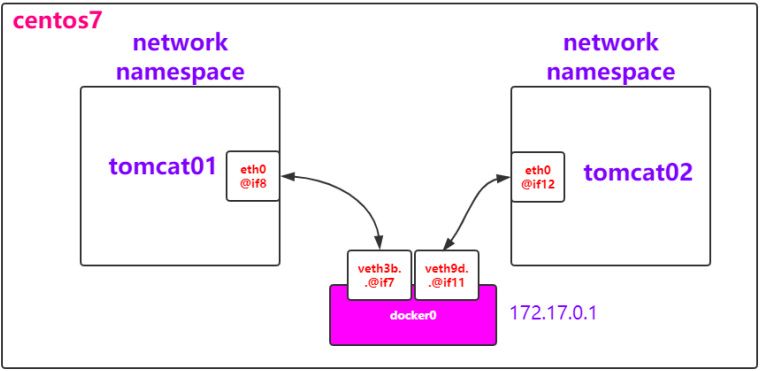 centos7
network
namespace
network
namespace
tomcat01
eth0
@if8
eth0
@if12
tomcat02
veth3b.
.@if7
veth9d.
.@if11
docker0
172.17.0.1